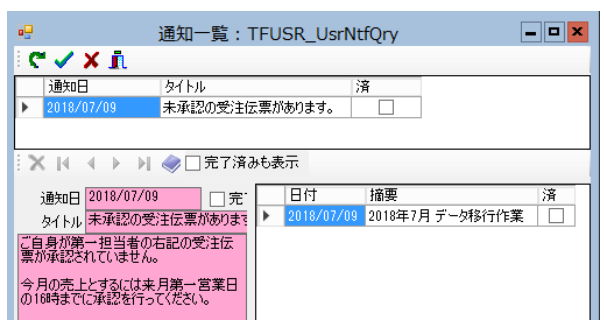 通知一覧：TFUSR_UsrNtfQry
通知日 タイトル 済
2018/07/09 未承認の受注伝票があります。
完了済みも表示
通知日 2018/07/09 完
タイトル 未承認の受注伝票があります
ご自身が第一担当者の右記の受注伝
票が承認されていません。
今月の売上とするには来月第一営業日
の16時までに承認を行ってください。
日付 摘要 済
2018/07/09 2018年7月 データ移行作業